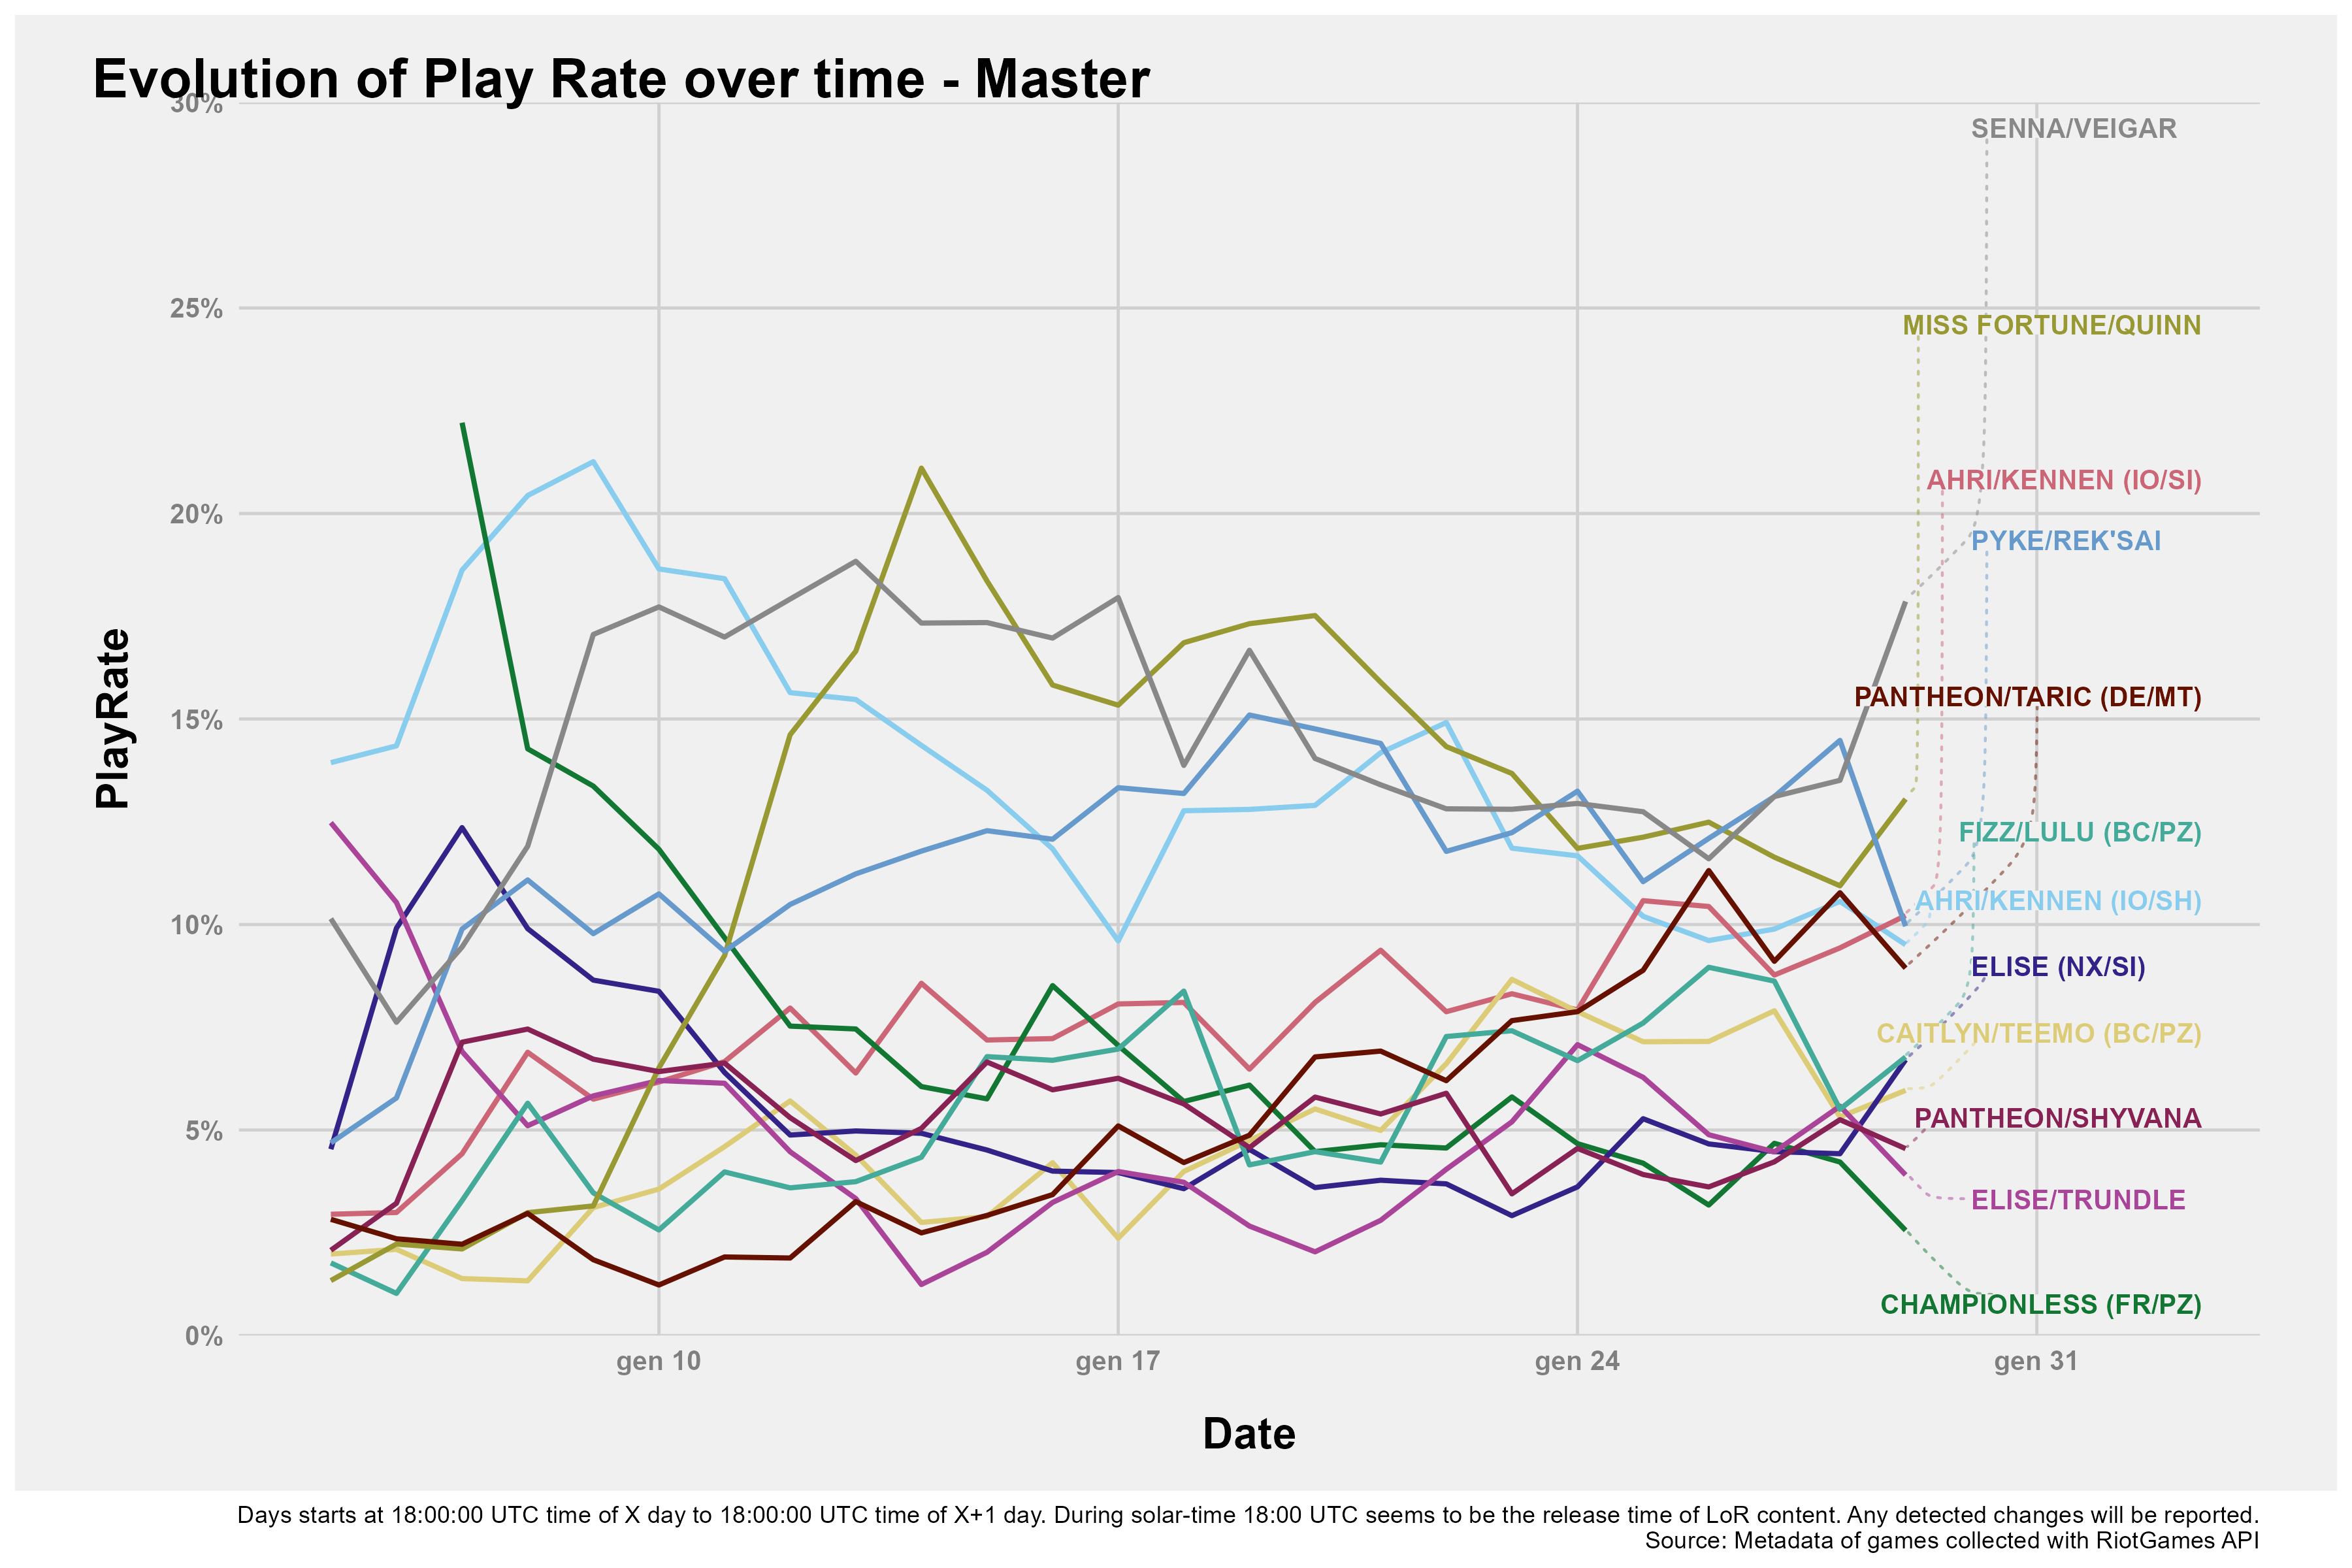 Evolution of Play Rate over time - Master
30%
25%
20%
15%
10%
5%
0%
PlayRate
SENNA/VEIGAR
MISS FORTUNE/QUINN
AHRI/KENNEN (IO/SI)
PYKE/REK'SAI
PANTHEON/TARIC (DE/MT)
FIZZ/LULU (BC/PZ)
AHRI/KENNEN (IO/SH)
ELISE (NX/SI)
CAITLYN/TEEMO (BC/PZ)
PANTHEON/SHYVANA
ELISE/TRUNDLE
CHAMPIONLESS (FR/PZ)
gen 10
gen 17
gen 24
gen 31
Date
Days starts at 18:00:00 UTC time of X day to 18:00:00 UTC time of X+1 day. During solar-time 18:00 UTC seems to be the release time of LoR content. Any detected changes will be reported.
Source: Metadata of games collected with RiotGames API